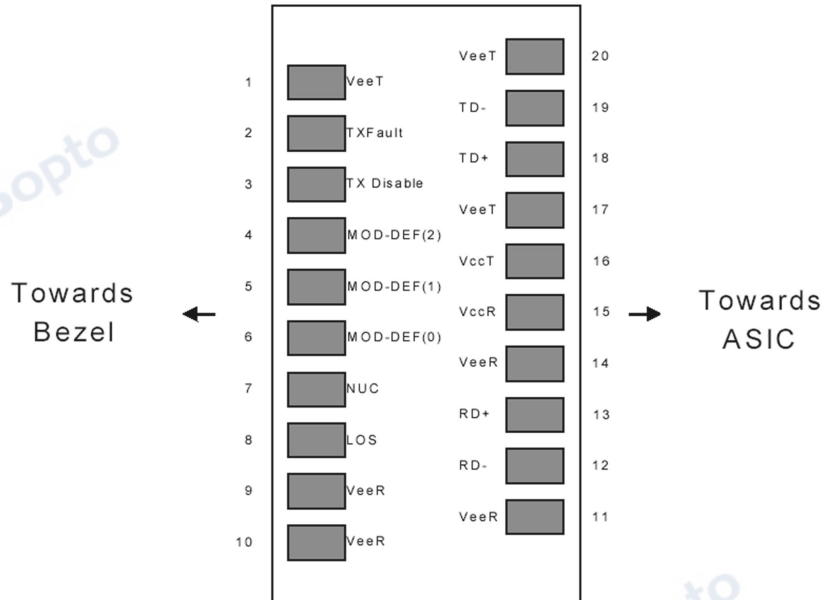 VeeT 20
1 VeeT
TD- 19
2 TXFault
TD+ 18
3 TX Disable
VeeT 17
4 MOD-DEF(2)
VccT 16
5 MOD-DEF(1)
Towards
Bezel
VccR 15
Towards
ASIC
6 MOD-DEF(0)
VeeR 14
7 NUC
RD+ 13
8 LOS
RD- 12
9 VeeR
VeeR 11
10 VeeR
sopto